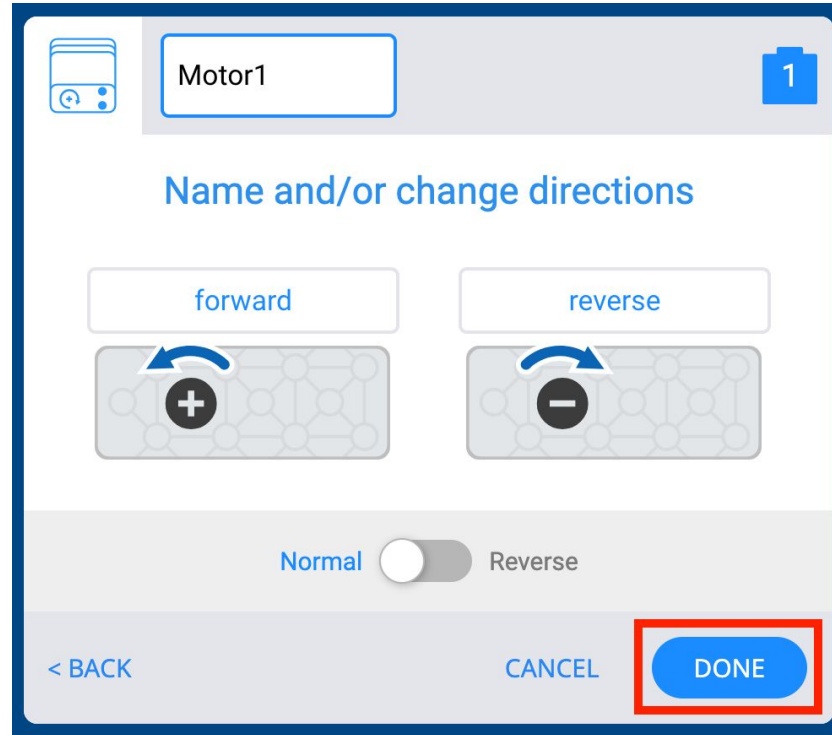 Motor1
1
Name and/or change directions
forward
reverse
Normal
Reverse
< BACK
CANCEL
DONE